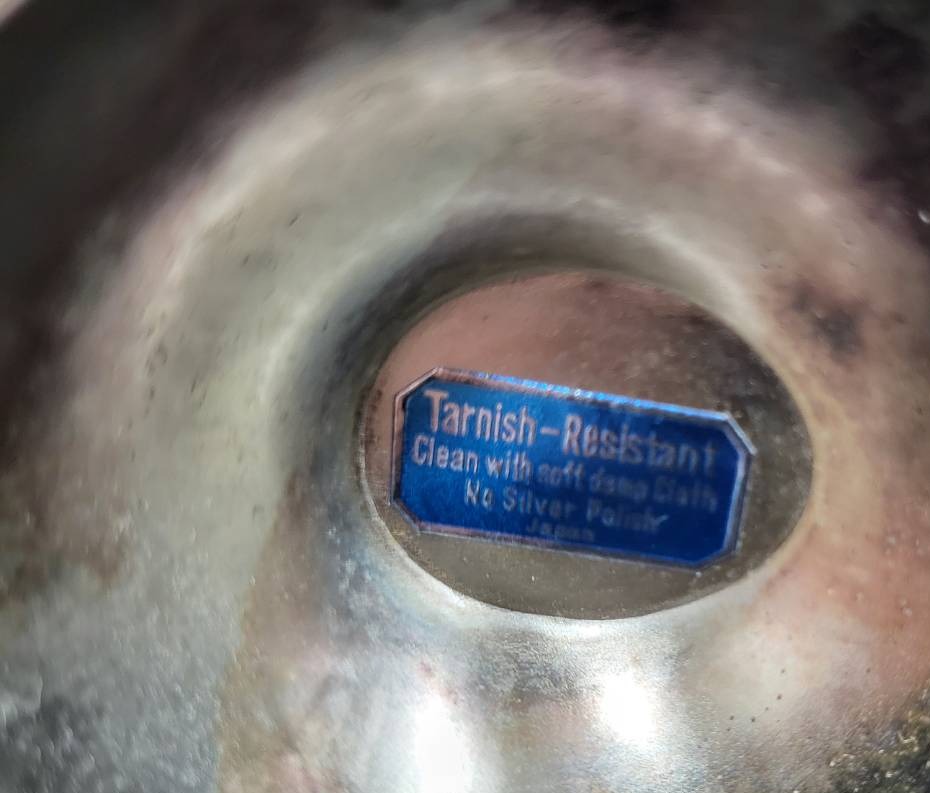 Tarnish-Resistant
Clean with soft damp Cloth
No Silver Polish
Japan